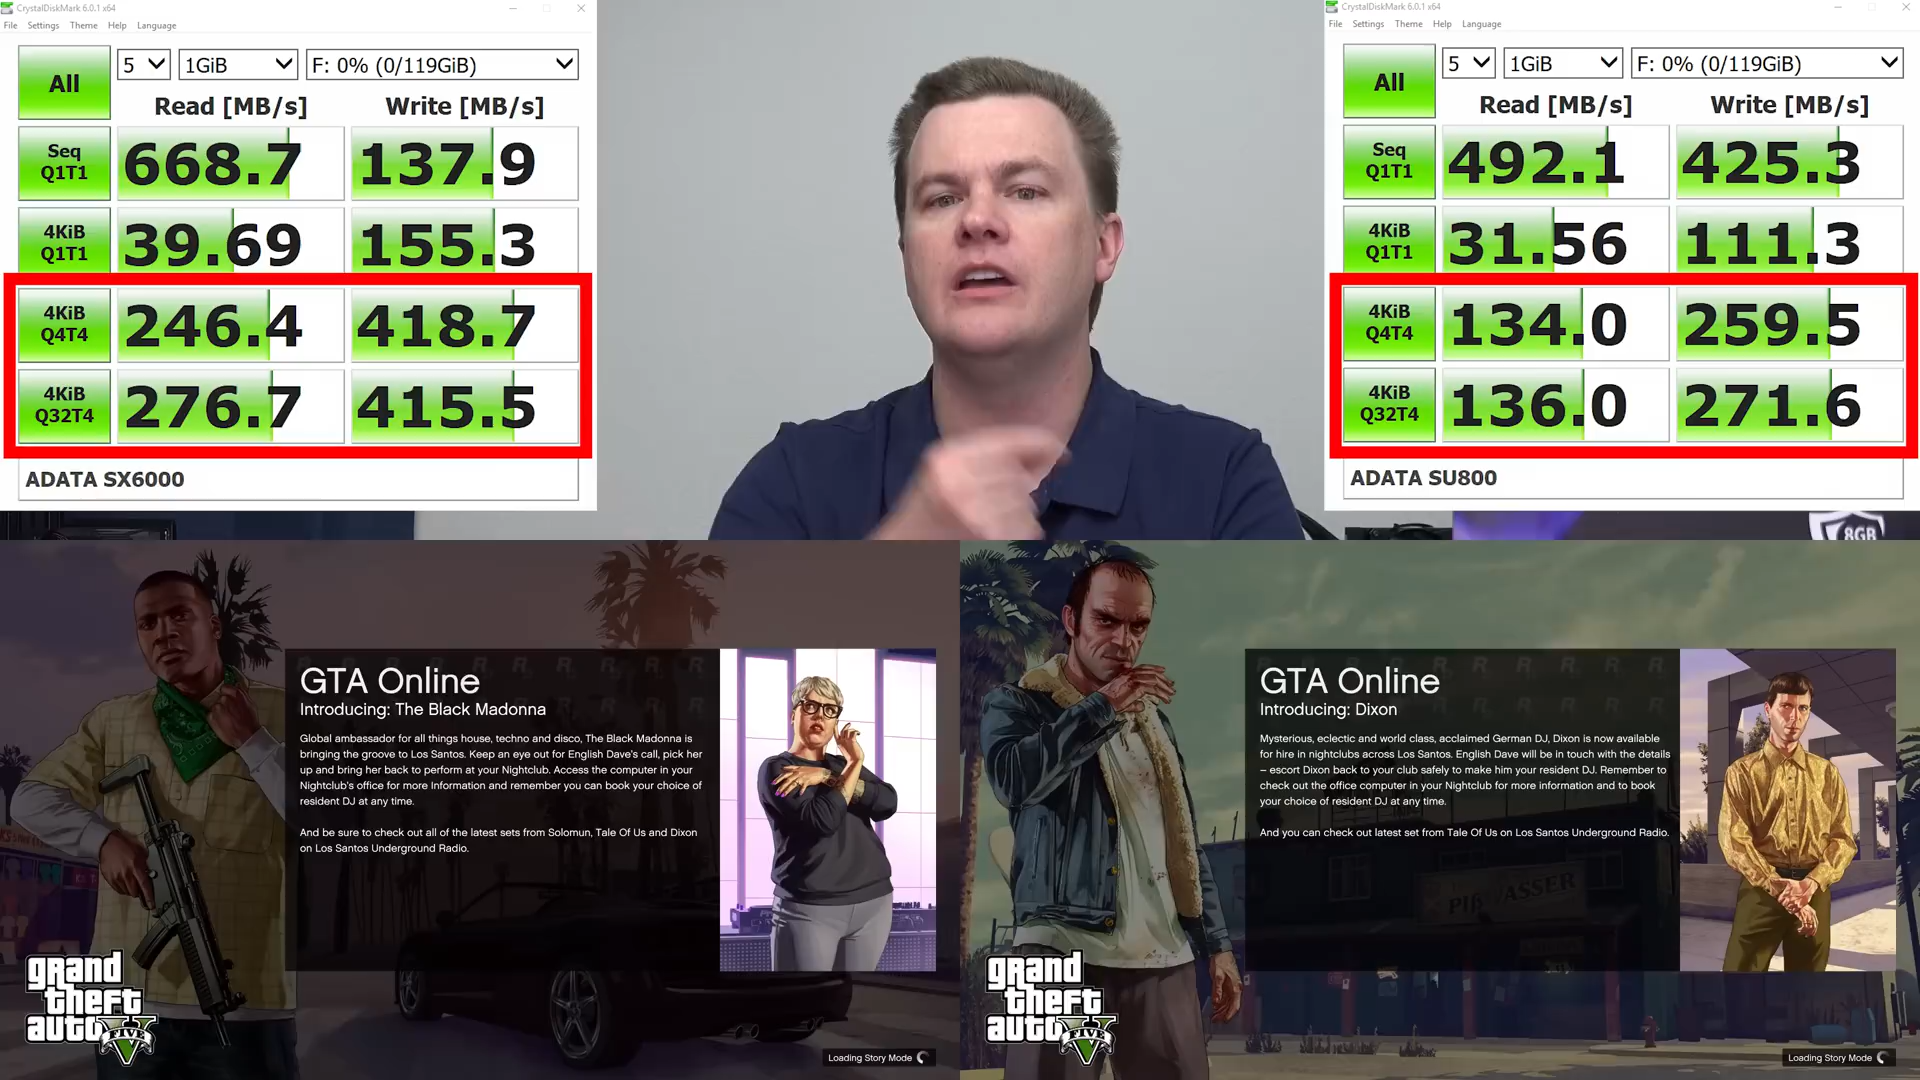 CrystalDiskMark 6.0.1 x64
File Settings Theme Help Language
All
5 1GiB F: 0% (0/119GiB)
Read [MB/s] Write [MB/s]
Seq Q1T1 668.7 137.9
4KiB Q1T1 39.69 155.3
4KiB Q4T4 246.4 418.7
4KiB Q32T4 276.7 415.5
ADATA SX6000
CrystalDiskMark 6.0.1 x64
File Settings Theme Help Language
All
5 1GiB F: 0% (0/119GiB)
Read [MB/s] Write [MB/s]
Seq Q1T1 492.1 425.3
4KiB Q1T1 31.56 111.3
4KiB Q4T4 134.0 259.5
4KiB Q32T4 136.0 271.6
ADATA SU800
8GB
GTA Online
Introducing: The Black Madonna
Global ambassador for all things house, techno and disco, The Black Madonna is
bringing the groove to Los Santos. Keep an eye out for English Dave's call, pick her
up and bring her back to perform at your Nightclub. Access the computer in your
Nightclub's office for more Information and remember you can book your choice of
resident DJ at any time.
And be sure to check out all of the latest sets from Solomun, Tale Of Us and Dixon
on Los Santos Underground Radio.
grand
theft
auto
FIVE
V
Loading Story Mode
GTA Online
Introducing: Dixon
Mysterious, eclectic and world class, acclaimed German DJ, Dixon is now available
for hire in nightclubs across Los Santos. English Dave will be in touch with the details
– escort Dixon back to your club safely to make him your resident DJ. Remember to
check out the office computer in your Nightclub for more information and to book
your choice of resident DJ at any time.
And you can check out latest set from Tale Of Us on Los Santos Underground Radio.
PIßWASSER
grand
theft
auto
FIVE
V
Loading Story Mode